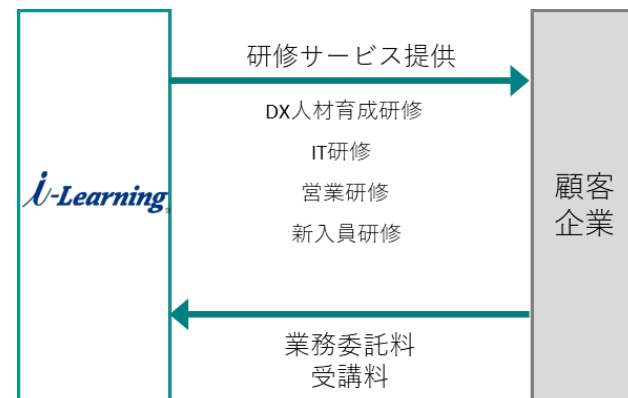 研修サービス提供
DX人材育成研修
IT研修
営業研修
新入員研修
i-Learning®
顧客
企業
業務委託料
受講料